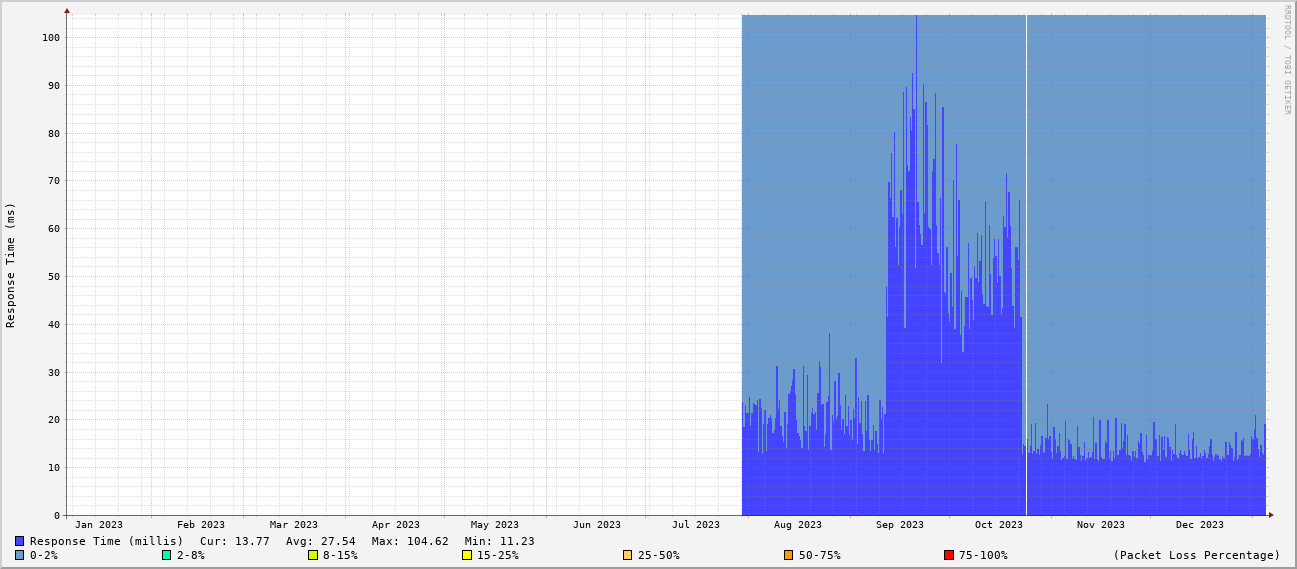 RRDTOOL / TOBI OETIKER
Response Time (ms)
100
90
80
70
60
50
40
30
20
10
0
Jan 2023 Feb 2023 Mar 2023 Apr 2023 May 2023 Jun 2023 Jul 2023 Aug 2023 Sep 2023 Oct 2023 Nov 2023 Dec 2023
Response Time (millis) Cur: 13.77 Avg: 27.54 Max: 104.62 Min: 11.23
0-2% 2-8% 8-15% 15-25% 25-50% 50-75% 75-100% (Packet Loss Percentage)